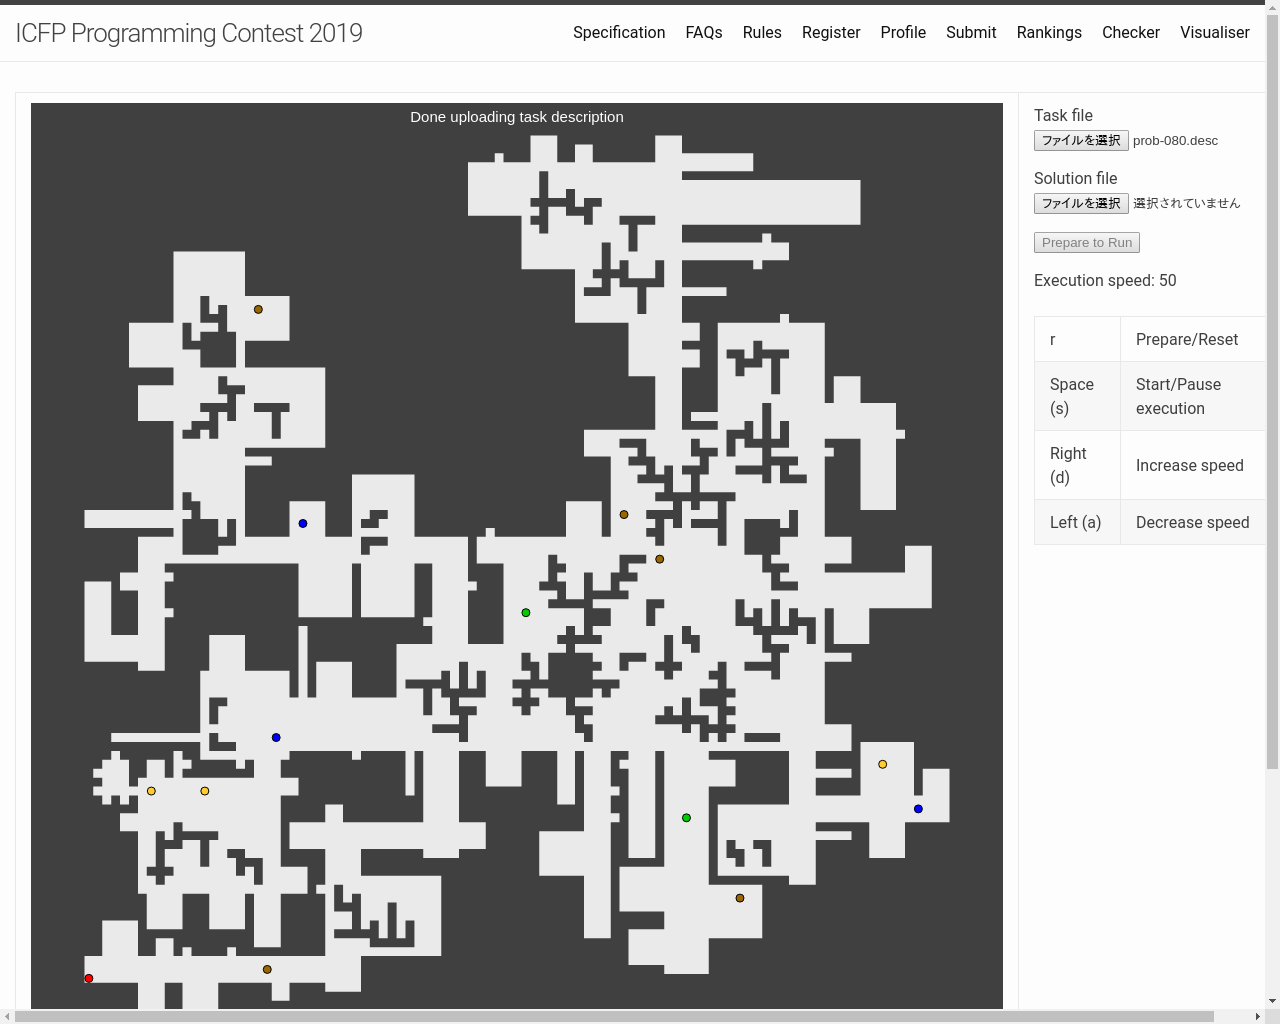 ICFP Programming Contest 2019
Specification FAQs Rules Register Profile Submit Rankings Checker Visualiser
Done uploading task description
Task file
ファイルを選択 prob-080.desc
Solution file
ファイルを選択 選択されていません
Prepare to Run
Execution speed: 50
r Prepare/Reset
Space (s) Start/Pause execution
Right (d) Increase speed
Left (a) Decrease speed